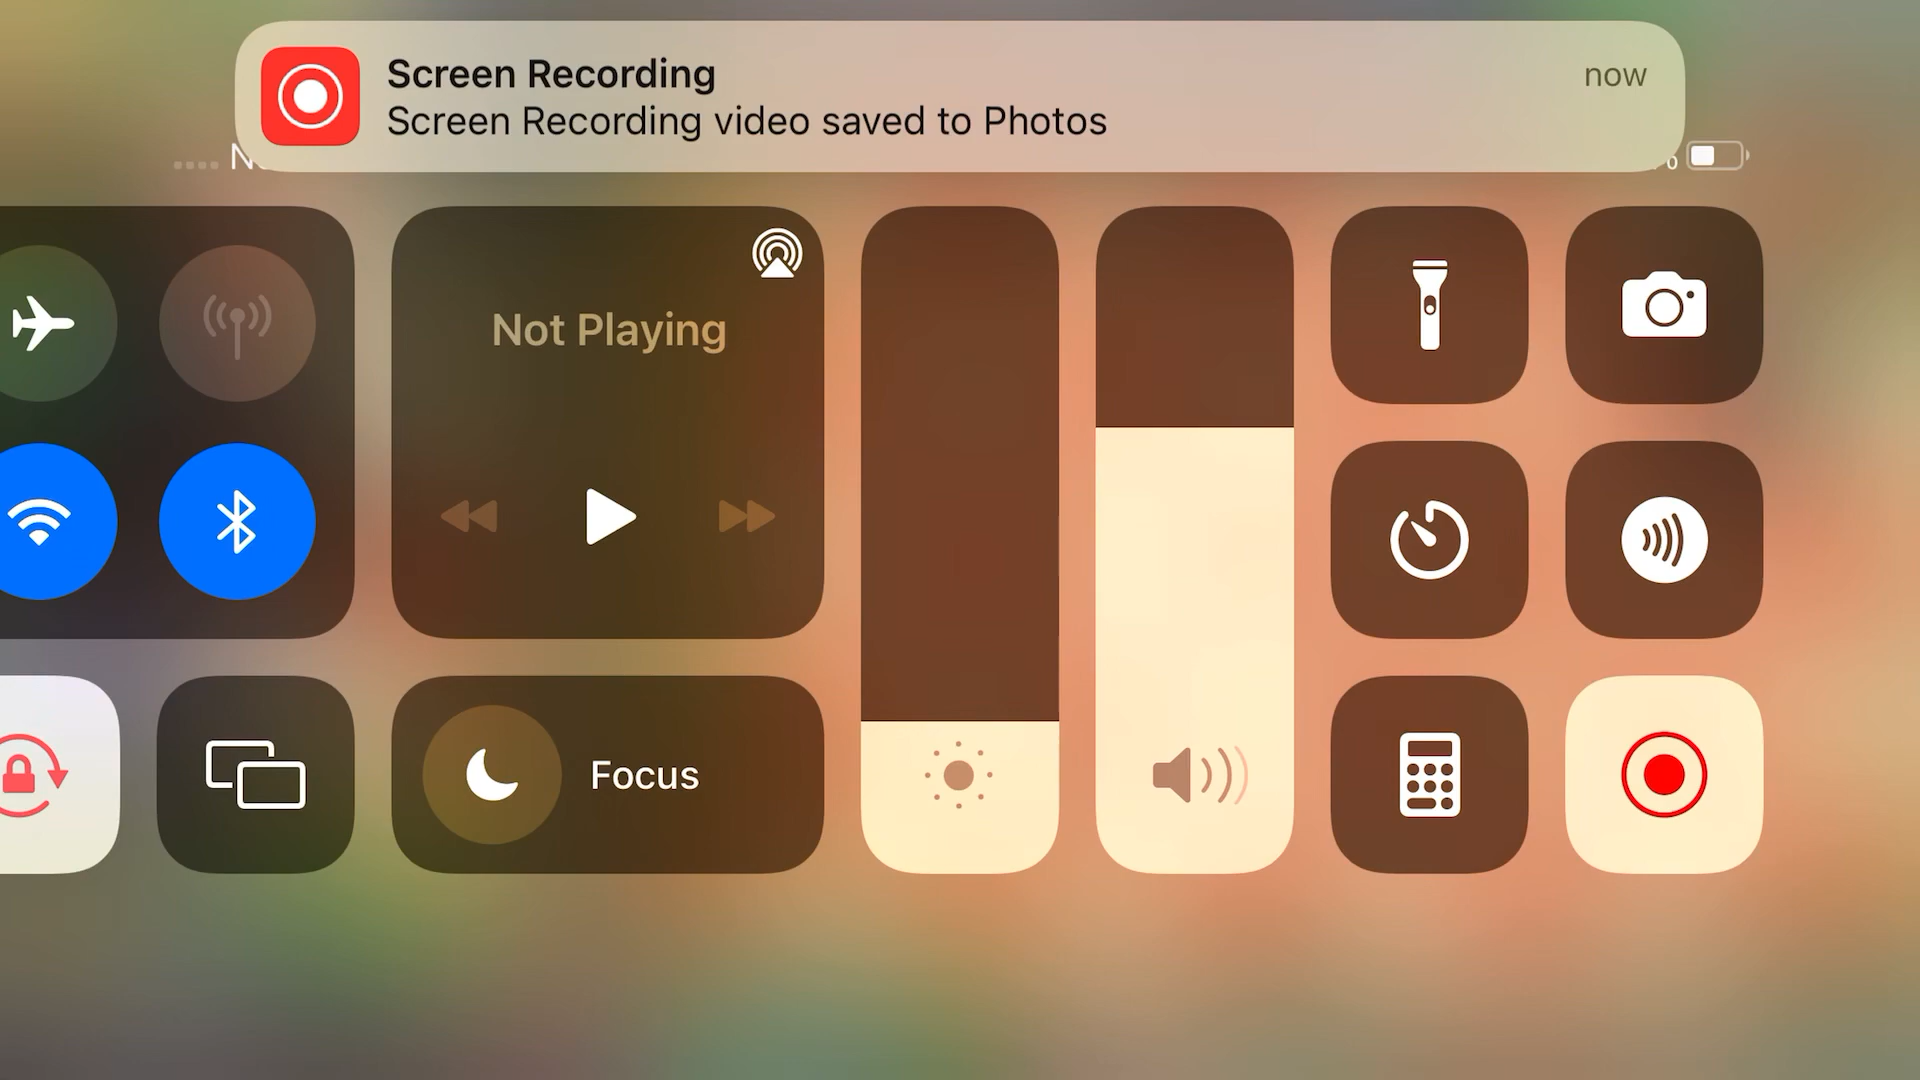 Screen Recording
now
Screen Recording video saved to Photos
Not Playing
Focus